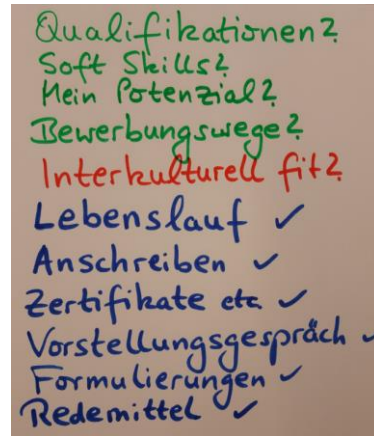 Qualifikationen?
Soft Skills?
Mein Potenzial?
Bewerbungswege?
Interkulturell fit?
Lebenslauf ✓
Anschreiben ✓
Zertifikate etc. ✓
Vorstellungsgespräch ✓
Formulierungen ✓
Redemittel ✓